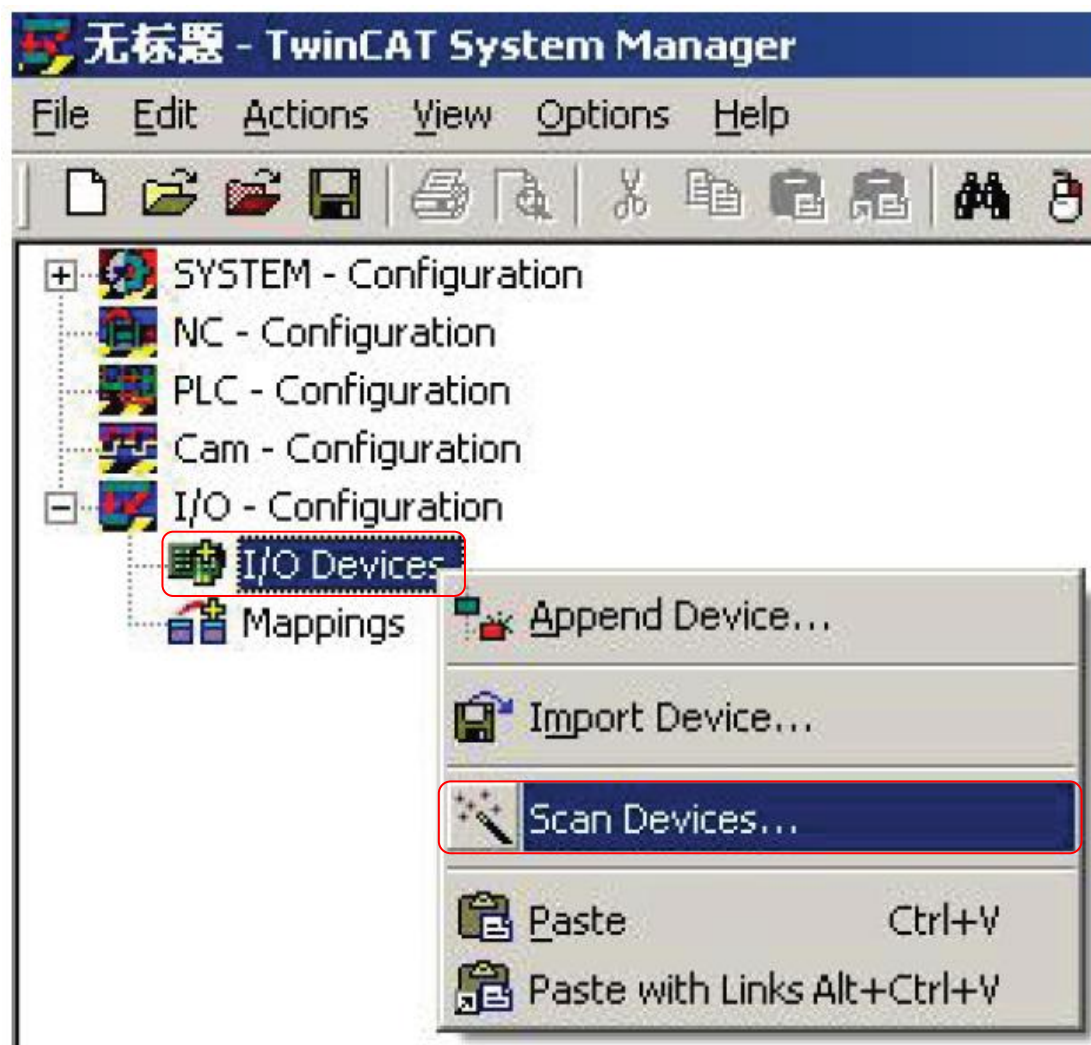 无标题 - TwinCAT System Manager
File Edit Actions View Options Help
SYSTEM - Configuration
NC - Configuration
PLC - Configuration
Cam - Configuration
I/O - Configuration
I/O Devices
Mappings
Append Device...
Import Device...
Scan Devices...
Paste Ctrl+V
Paste with Links Alt+Ctrl+V